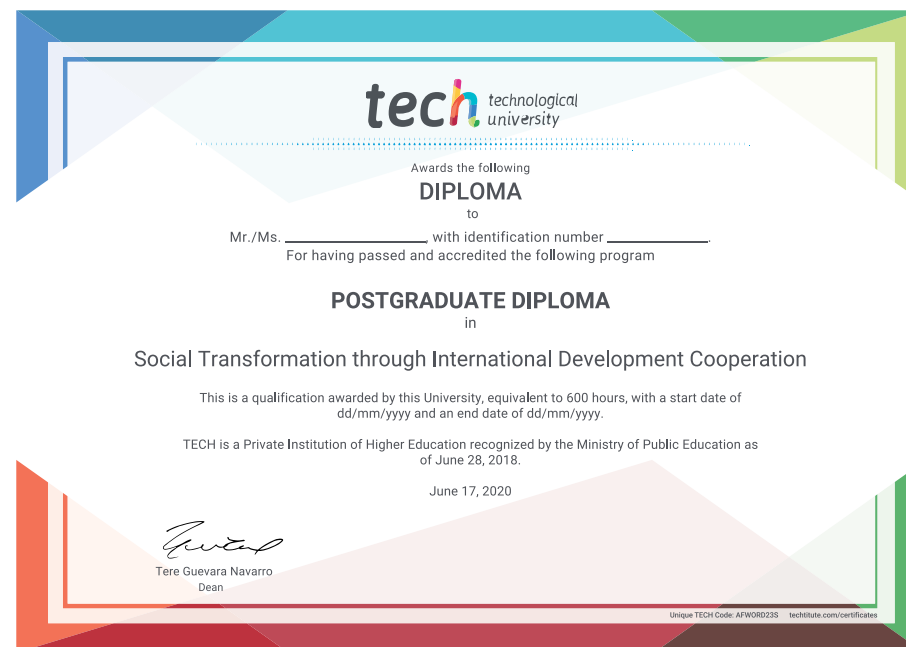 tech technological
university
Awards the following
DIPLOMA
to
Mr./Ms. ____________________, with identification number ______________.
For having passed and accredited the following program
POSTGRADUATE DIPLOMA
in
Social Transformation through International Development Cooperation
This is a qualification awarded by this University, equivalent to 600 hours, with a start date of
dd/mm/yyyy and an end date of dd/mm/yyyy.
TECH is a Private Institution of Higher Education recognized by the Ministry of Public Education as
of June 28, 2018.
June 17, 2020
Tere Guevara Navarro
Dean
Unique TECH Code: AFWORD23S techtitute.com/certificates